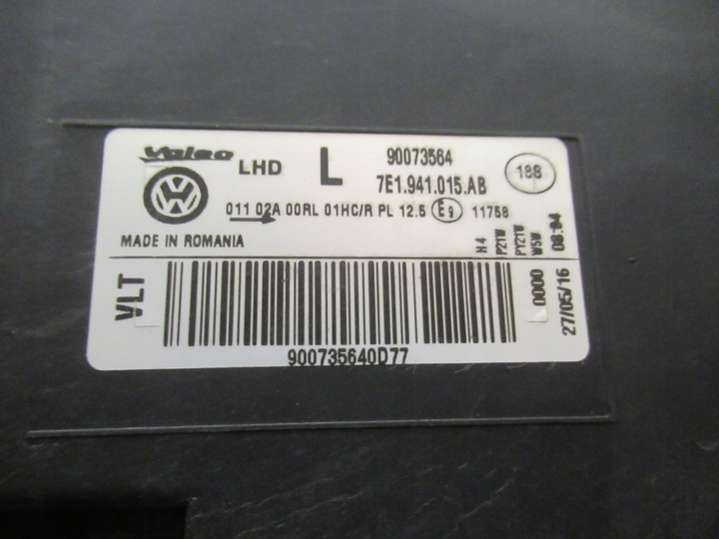 Valeo LHD L 90073564
7E1.941.015.AB 188
011 02A 00RL 01HC/R PL 12.5 E9 11758
MADE IN ROMANIA
H4
P21W
PY21W
W5W
VLT
0000
27/05/16 08:04
900735640D77